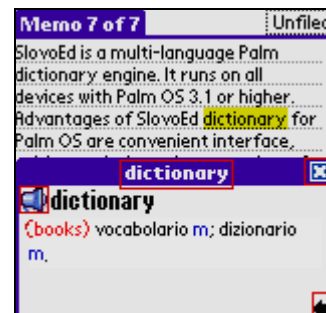 Memo 7 of 7 Unfiled
SlovoEd is a multi-language Palm
dictionary engine. It runs on all
devices with Palm OS 3.1 or higher.
Advantages of SlovoEd dictionary for
Palm OS are convenient interface,
dictionary
dictionary
(books) vocabolario m; dizionario
m.